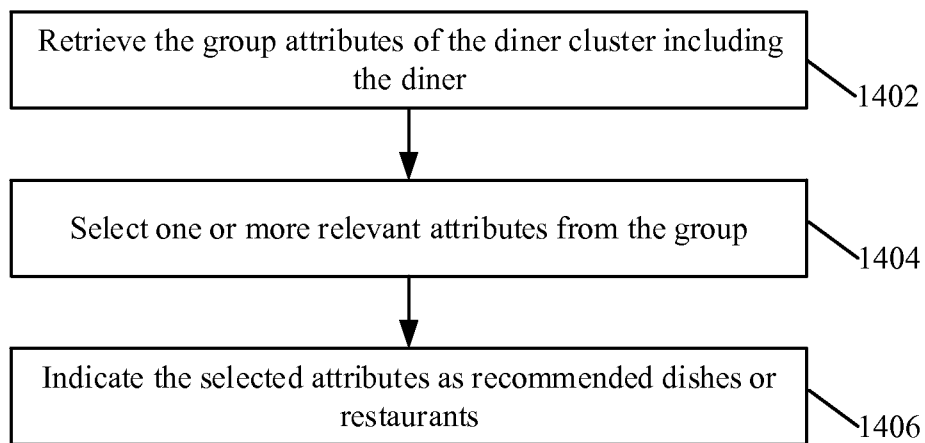 Retrieve the group attributes of the diner cluster including
the diner
1402
Select one or more relevant attributes from the group
1404
Indicate the selected attributes as recommended dishes or
restaurants
1406